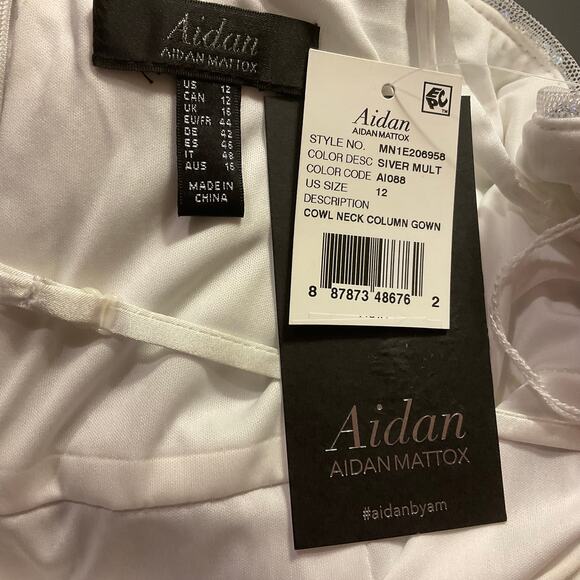 Aidan
AIDAN MATTOX
US 12
CAN 12
UK 16
EU/FR 44
DE 42
ES 46
IT 48
AUS 16
MADE IN
CHINA
EPC™
Aidan
AIDAN MATTOX
STYLE NO. MN1E206958
COLOR DESC SIVER MULT
COLOR CODE AI088
US SIZE 12
DESCRIPTION
COWL NECK COLUMN GOWN
8 87873 48676 2
Aidan
AIDAN MATTOX
#aidanbyam